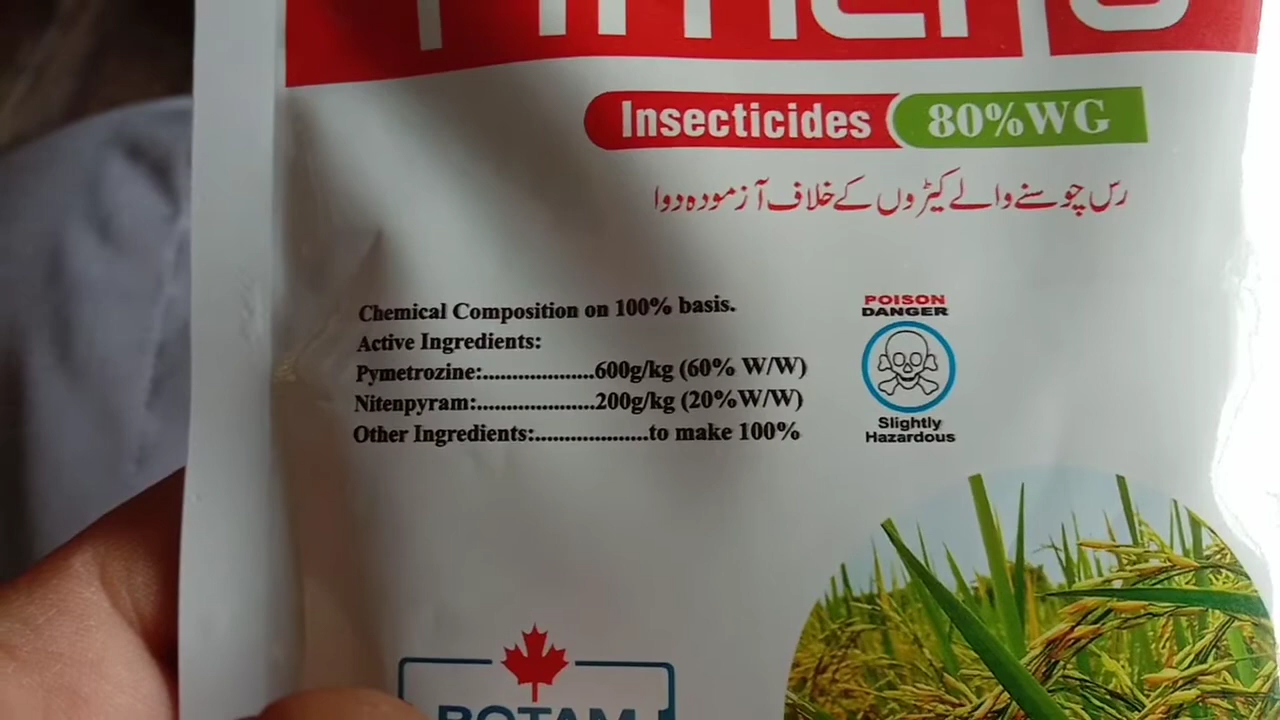 Insecticides 80%WG
رس چوسنے والے کیڑوں کے خلاف آزمودہ دوا
Chemical Composition on 100% basis.
Active Ingredients:
Pymetrozine:...................600g/kg (60% W/W)
Nitenpyram:....................200g/kg (20%W/W)
Other Ingredients:...................to make 100%
POISON
DANGER
Slightly
Hazardous